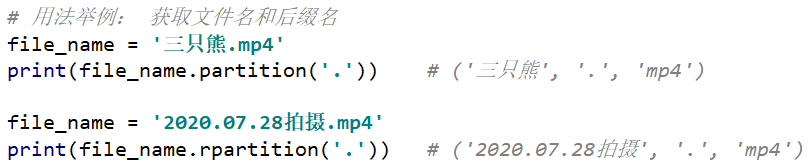 # 用法举例： 获取文件名和后缀名
file_name = '三只熊.mp4'
print(file_name.partition('.'))    # ('三只熊', '.', 'mp4')
file_name = '2020.07.28拍摄.mp4'
print(file_name.rpartition('.'))   # ('2020.07.28拍摄', '.', 'mp4')